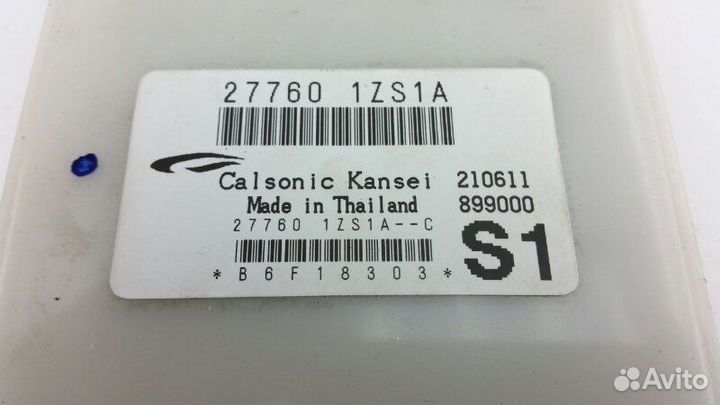 27760 1ZS1A
Calsonic Kansei 210611
Made in Thailand 899000
27760 1ZS1A--C
S1
*B6F18303*
Avito